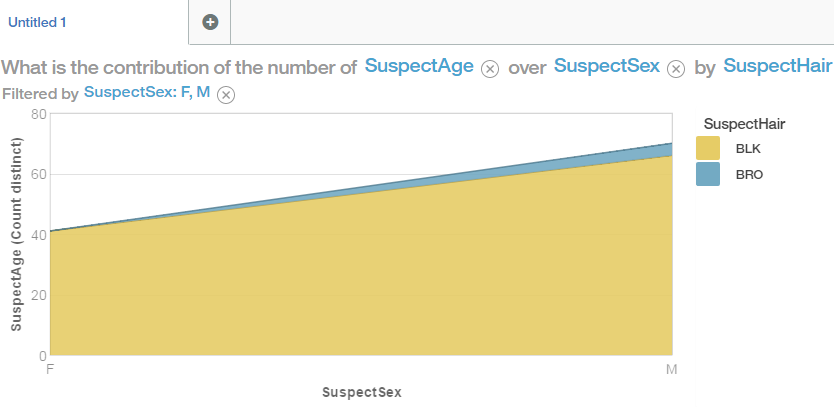 Untitled 1
What is the contribution of the number of SuspectAge over SuspectSex by SuspectHair
Filtered by SuspectSex: F, M
SuspectHair
BLK
BRO
SuspectAge (Count distinct)
80
60
40
20
0
F M
SuspectSex